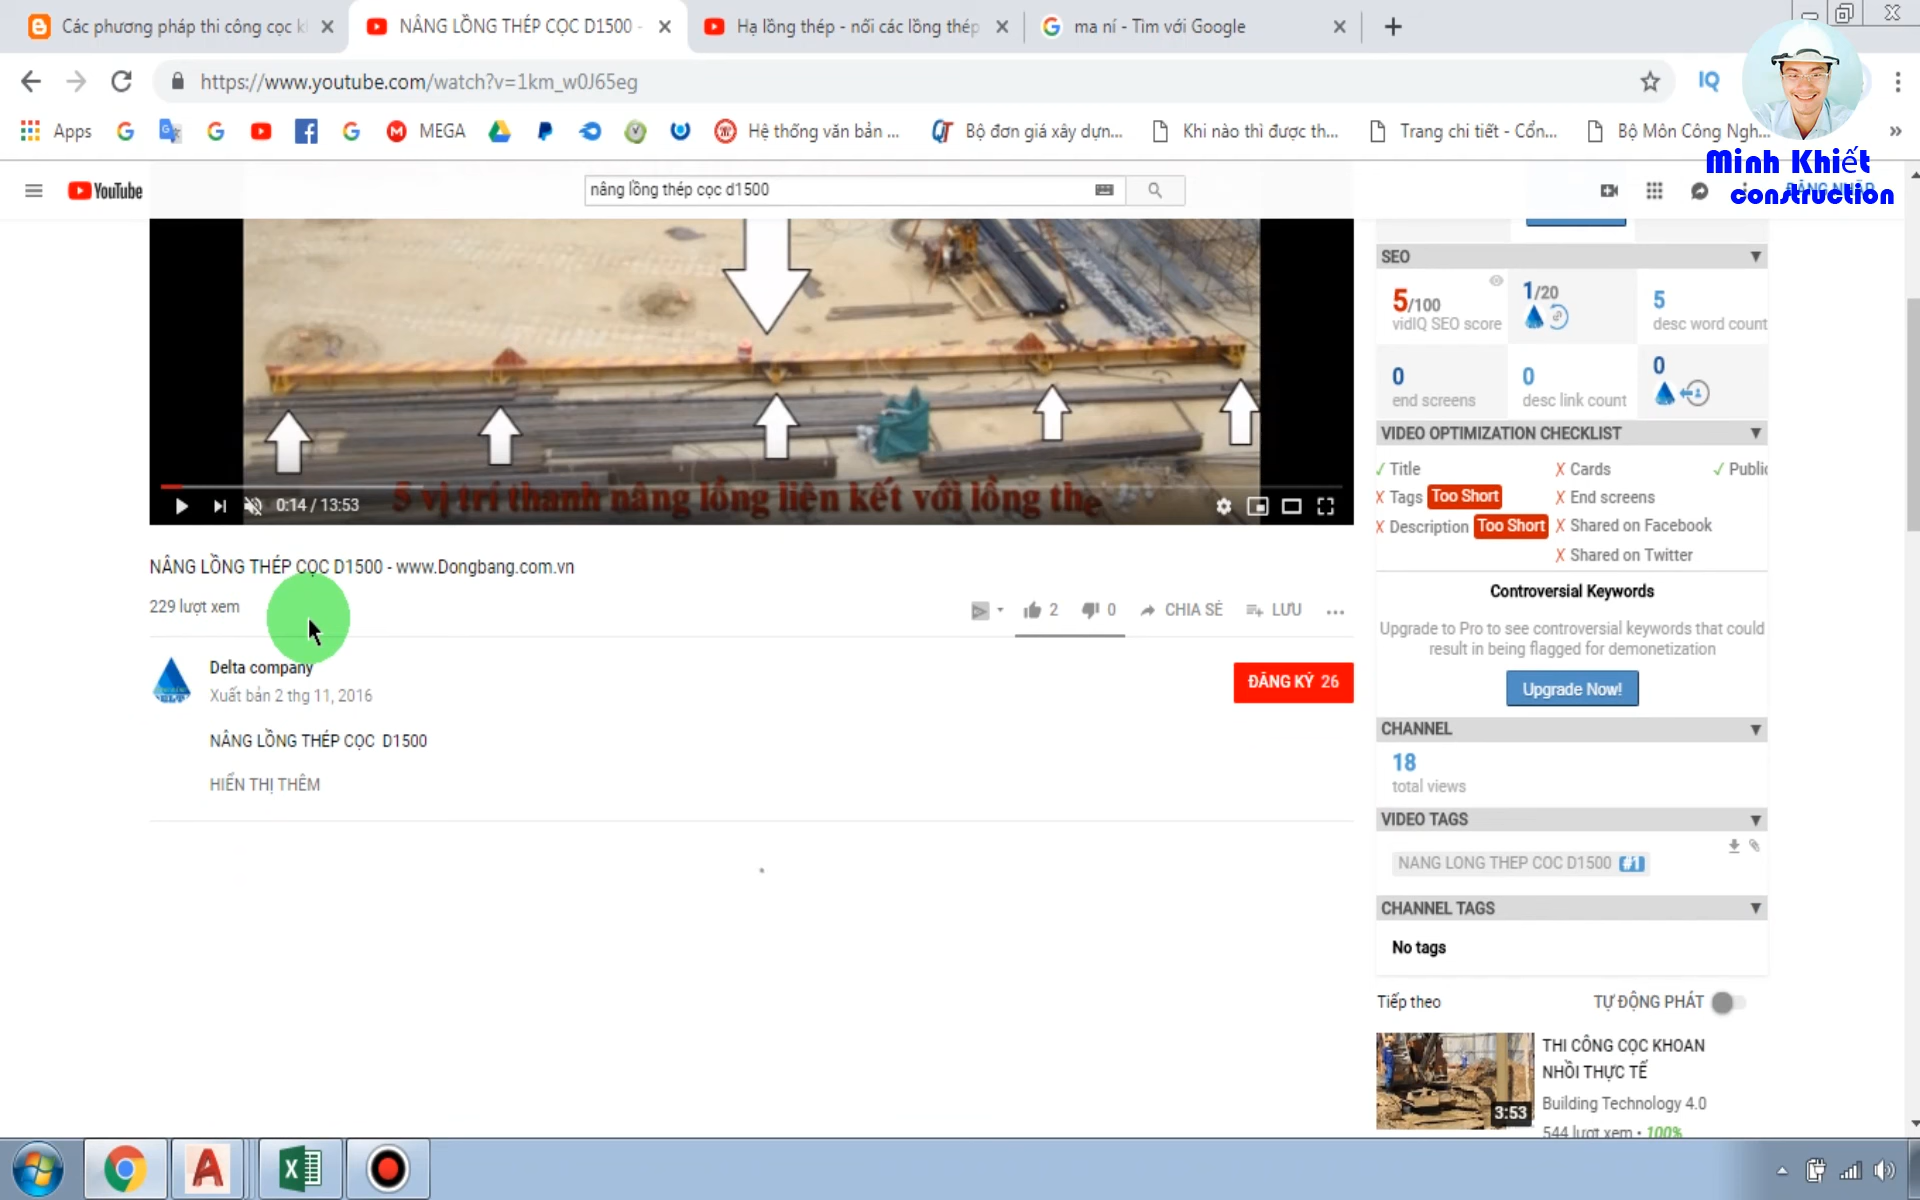 Các phương pháp thi công cọc k
NÂNG LỒNG THÉP CỌC D1500 -
Hạ lồng thép - nối các lồng thép
ma ní - Tìm với Google
https://www.youtube.com/watch?v=1km_w0J65eg
IQ
Apps
MEGA
Hệ thống văn bản ...
Bộ đơn giá xây dựn...
Khi nào thì được th...
Trang chi tiết - Cổn...
Bộ Môn Công Ngh...
Minh Khiết
construction
YouTube
nâng lồng thép cọc d1500
5 vị trí thanh nâng lồng liên kết với lồng the
0:14 / 13:53
NÂNG LỒNG THÉP CỌC D1500 - www.Dongbang.com.vn
229 lượt xem
2
0
CHIA SẺ
LƯU
Delta company
Xuất bản 2 thg 11, 2016
ĐĂNG KÝ 26
NÂNG LỒNG THÉP CỌC D1500
HIỂN THỊ THÊM
SEO
5/100
vidIQ SEO score
1/20
5
desc word count
0
end screens
0
desc link count
0
VIDEO OPTIMIZATION CHECKLIST
Title
Cards
Public
Tags Too Short
End screens
Description Too Short
Shared on Facebook
Shared on Twitter
Controversial Keywords
Upgrade to Pro to see controversial keywords that could
result in being flagged for demonetization
Upgrade Now!
CHANNEL
18
total views
VIDEO TAGS
NANG LONG THEP COC D1500 #1
CHANNEL TAGS
No tags
Tiếp theo
TỰ ĐỘNG PHÁT
THI CÔNG CỌC KHOAN
NHỒI THỰC TẾ
Building Technology 4.0
544 lượt xem • 100%
3:53